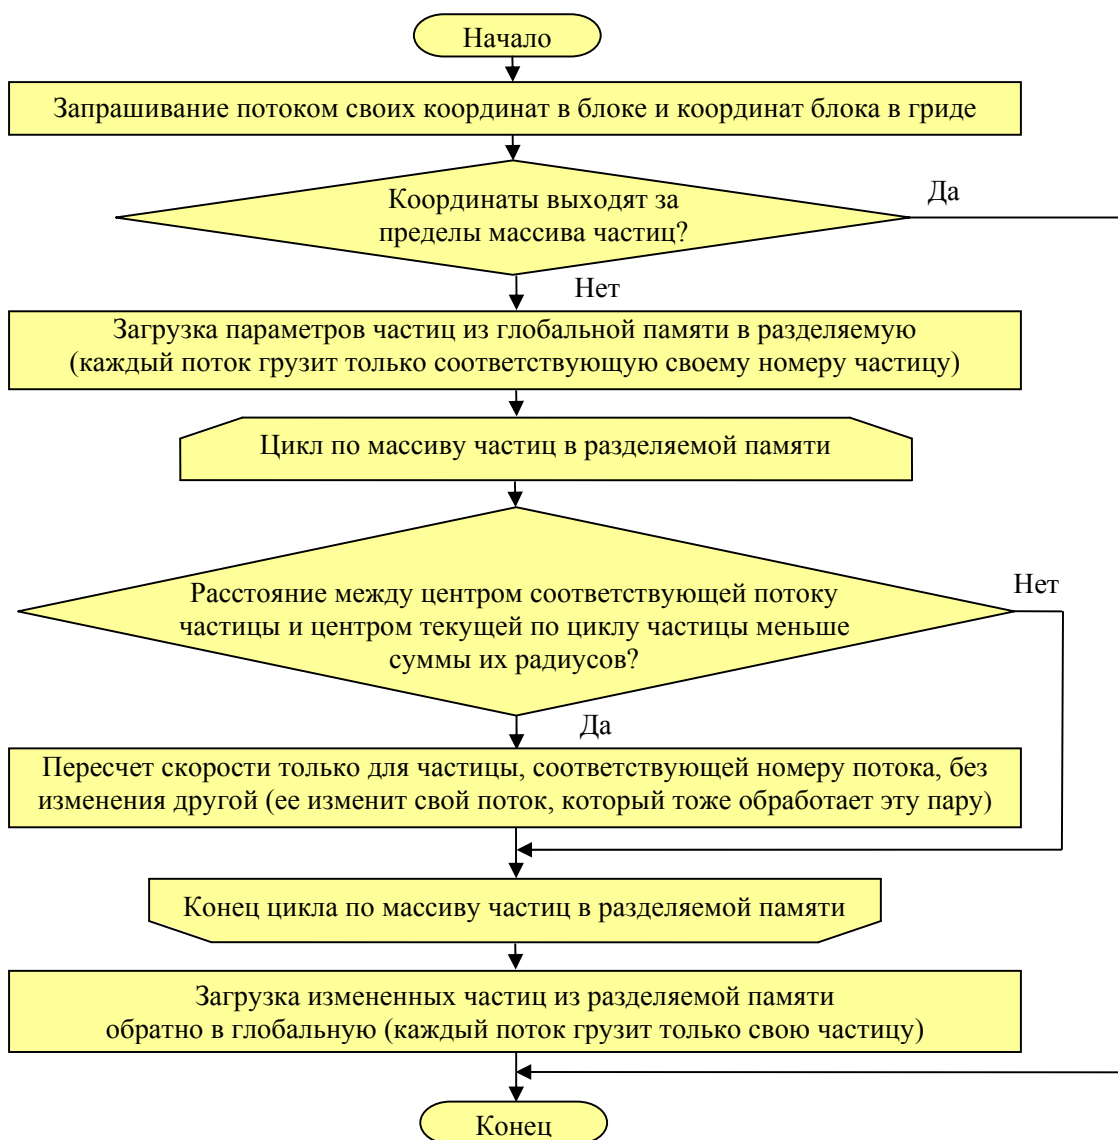 Начало
Запрашивание потоком своих координат в блоке и координат блока в гриде
Координаты выходят за
пределы массива частиц?
Да
Нет
Загрузка параметров частиц из глобальной памяти в разделяемую
(каждый поток грузит только соответствующую своему номеру частицу)
Цикл по массиву частиц в разделяемой памяти
Расстояние между центром соответствующей потоку
частицы и центром текущей по циклу частицы меньше
суммы их радиусов?
Нет
Да
Пересчет скорости только для частицы, соответствующей номеру потока, без
изменения другой (ее изменит свой поток, который тоже обработает эту пару)
Конец цикла по массиву частиц в разделяемой памяти
Загрузка измененных частиц из разделяемой памяти
обратно в глобальную (каждый поток грузит только свою частицу)
Конец